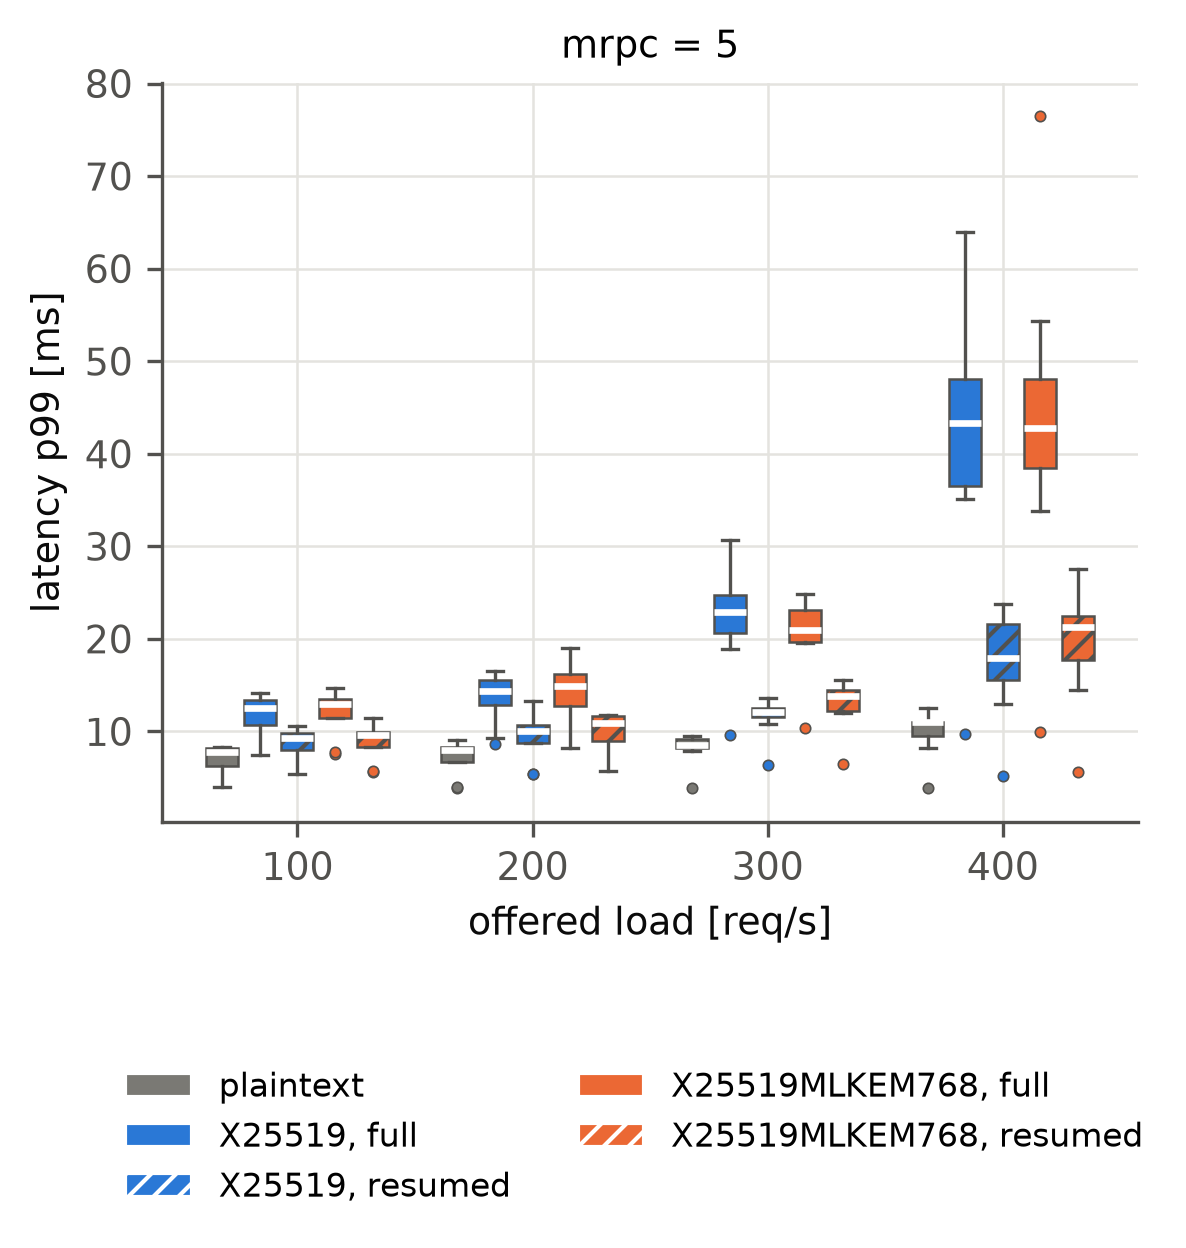 mrpc = 5
80
70
60
50
40
30
20
10
latency p99 [ms]
100 200 300 400
offered load [req/s]
plaintext
X25519, full
X25519, resumed
X25519MLKEM768, full
X25519MLKEM768, resumed